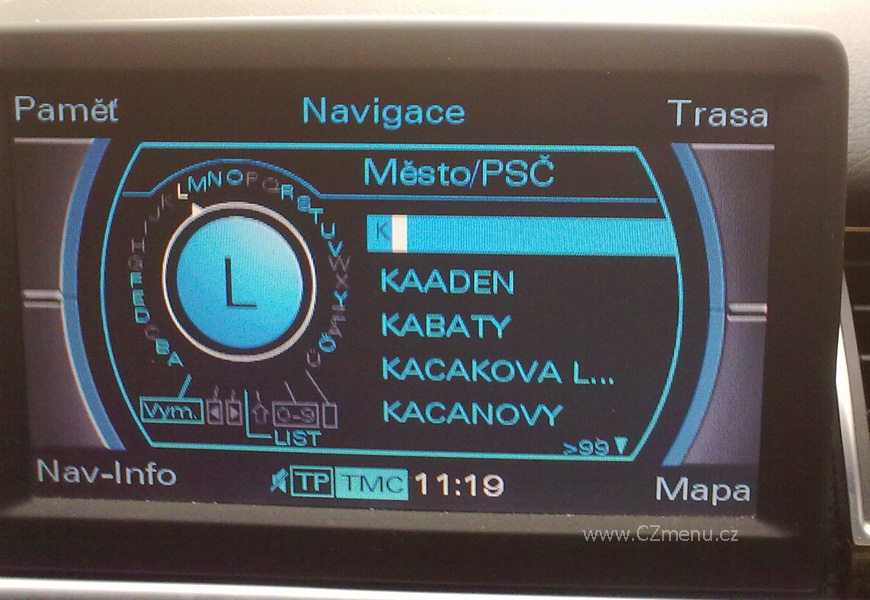 Paměť Navigace Trasa
Město/PSČ
K
KAADEN
KABATY
KACAKOVA L...
KACANOVY
>99
L
A B C D E F G H I J K L M N O P Q R S T U V W X Y
Vym. 0-9
LIST
Nav-Info TP TMC 11:19 Mapa
www.CZmenu.cz